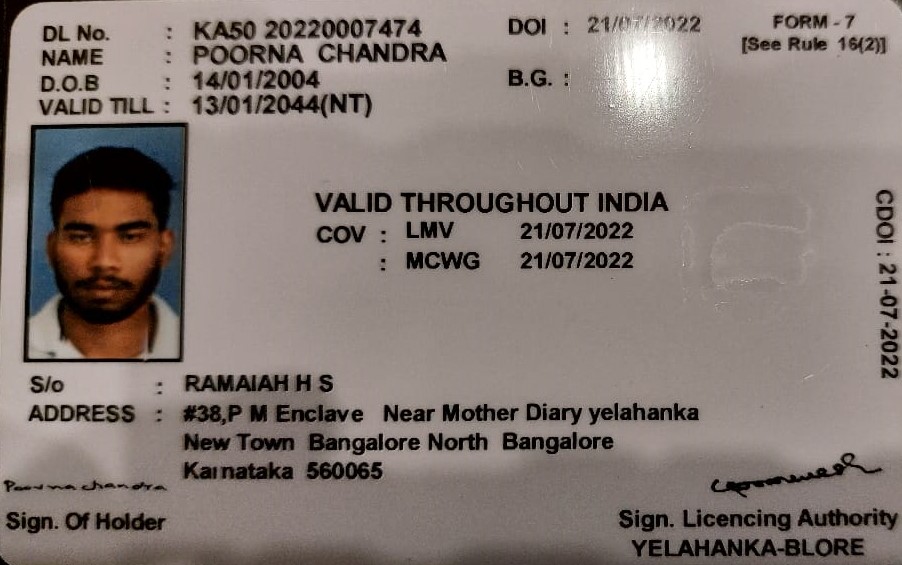 DL No. : KA50 20220007474 DOI : 21/07/2022 FORM - 7
NAME : POORNA CHANDRA [See Rule 16(2)]
D.O.B : 14/01/2004 B.G. :
VALID TILL : 13/01/2044(NT)
VALID THROUGHOUT INDIA
COV : LMV 21/07/2022
: MCWG 21/07/2022
CDOI : 21-07-2022
S/o : RAMAIAH H S
ADDRESS : #38,P M Enclave Near Mother Diary yelahanka
New Town Bangalore North Bangalore
Karnataka 560065
Poornachandra
Sign. Of Holder
Sign. Licencing Authority
YELAHANKA-BLORE